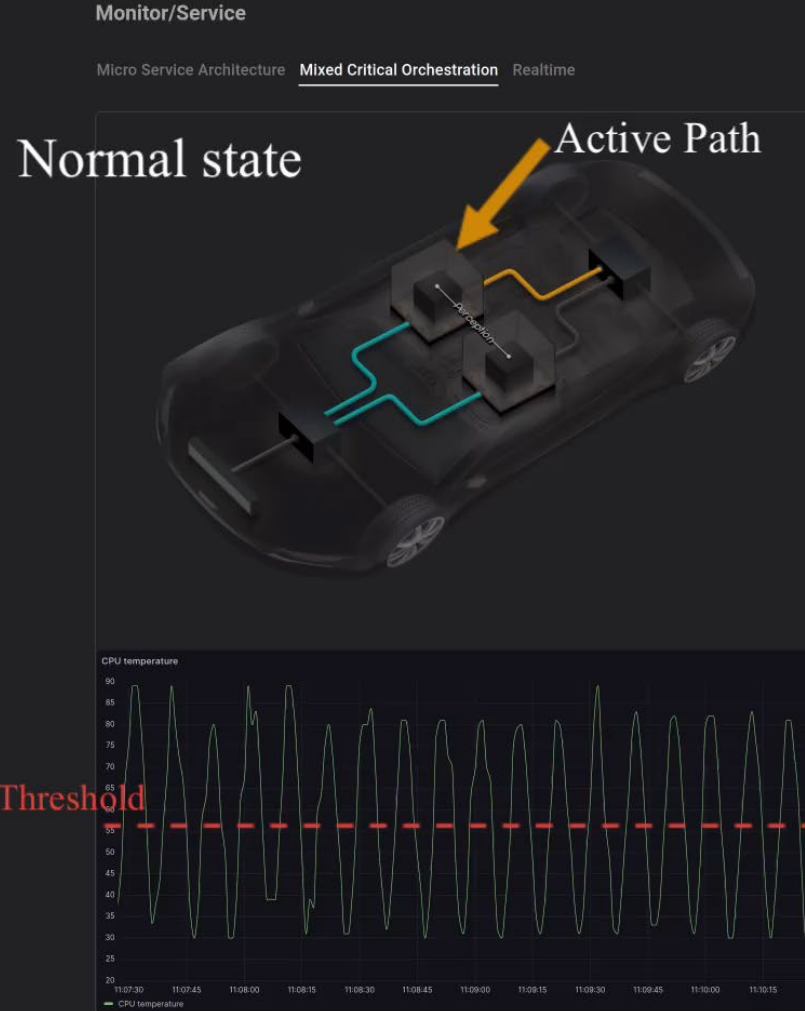 Monitor/Service
Micro Service Architecture Mixed Critical Orchestration Realtime
Normal state
Active Path
Perception
CPU temperature
90
85
80
75
70
65
Threshold
60
55
50
45
40
35
30
25
20
11:07:30 11:07:45 11:08:00 11:08:15 11:08:30 11:08:45 11:09:00 11:09:15 11:09:30 11:09:45 11:10:00 11:10:15
CPU temperature